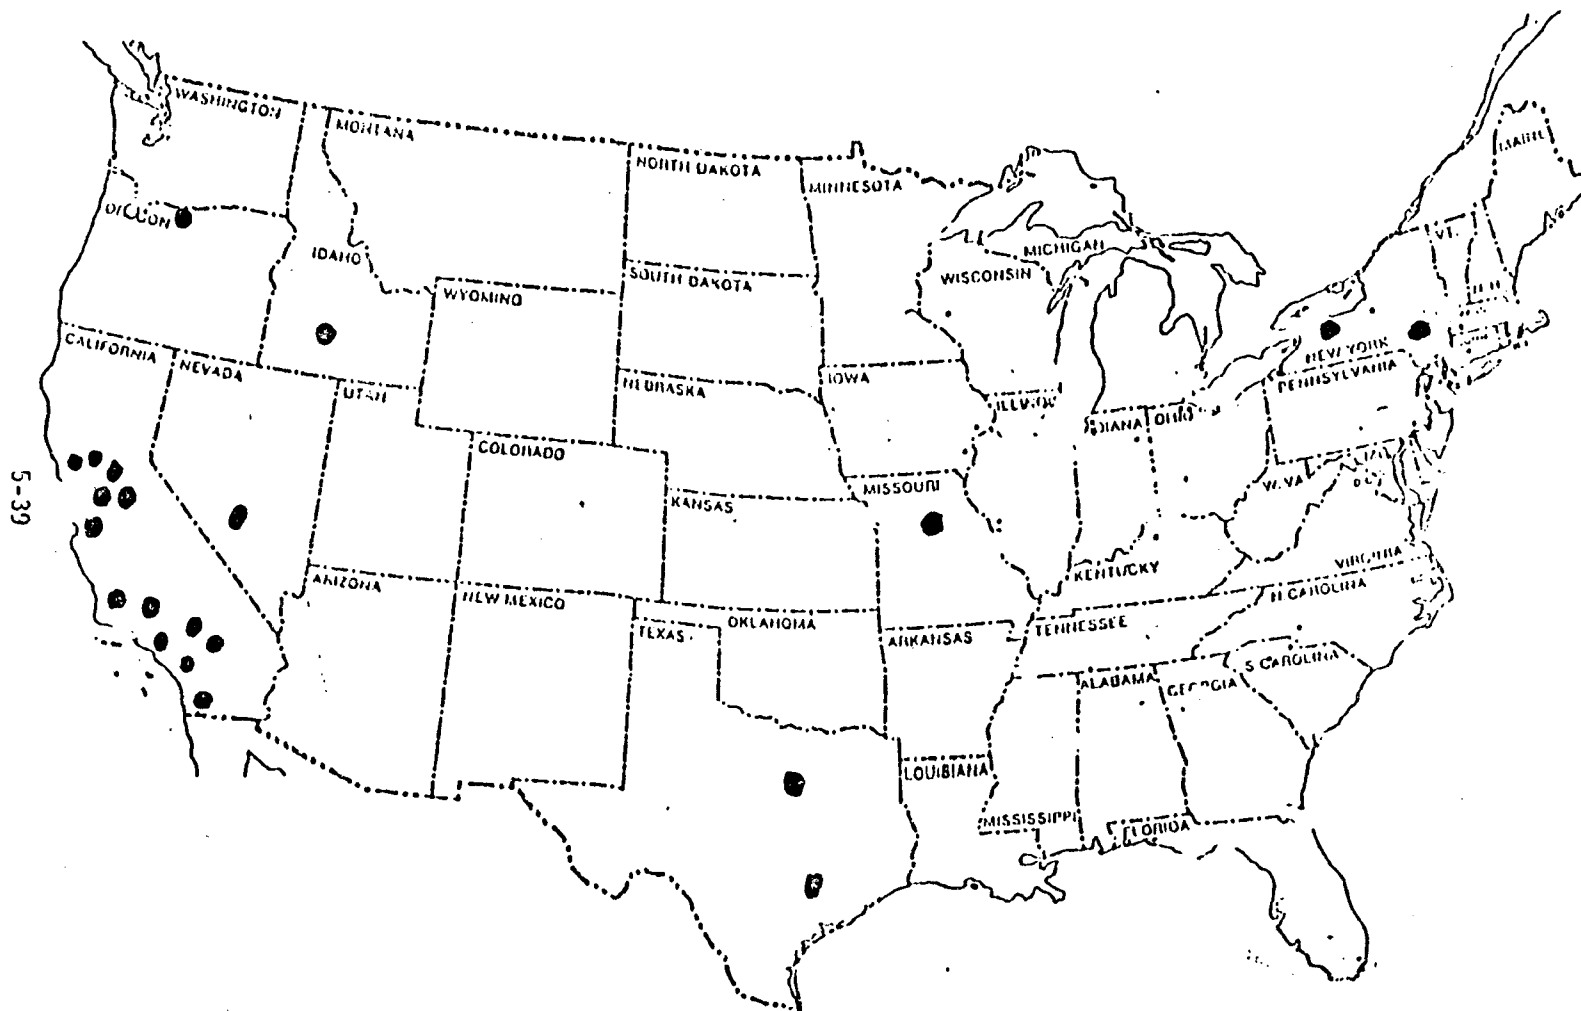 WASHINGTON
MONTANA
NORTH DAKOTA
MINNESOTA
MAINE
VT.
N.H.
IDAHO
MICHIGAN
WISCONSIN
SOUTH DAKOTA
WYOMING
CALIFORNIA
NEVADA
NEW YORK
PENNSYLVANIA
UTAH
NEBRASKA
IOWA
OHIO
COLORADO
KANSAS
MISSOURI
W.VA
5-39
ARIZONA
NEW MEXICO
KENTUCKY
VIRGINIA
N.CAROLINA
TEXAS
OKLAHOMA
ARKANSAS
TENNESSEE
S CAROLINA
ALABAMA
GEORGIA
LOUISIANA
MISSISSIPPI
FLORIDA